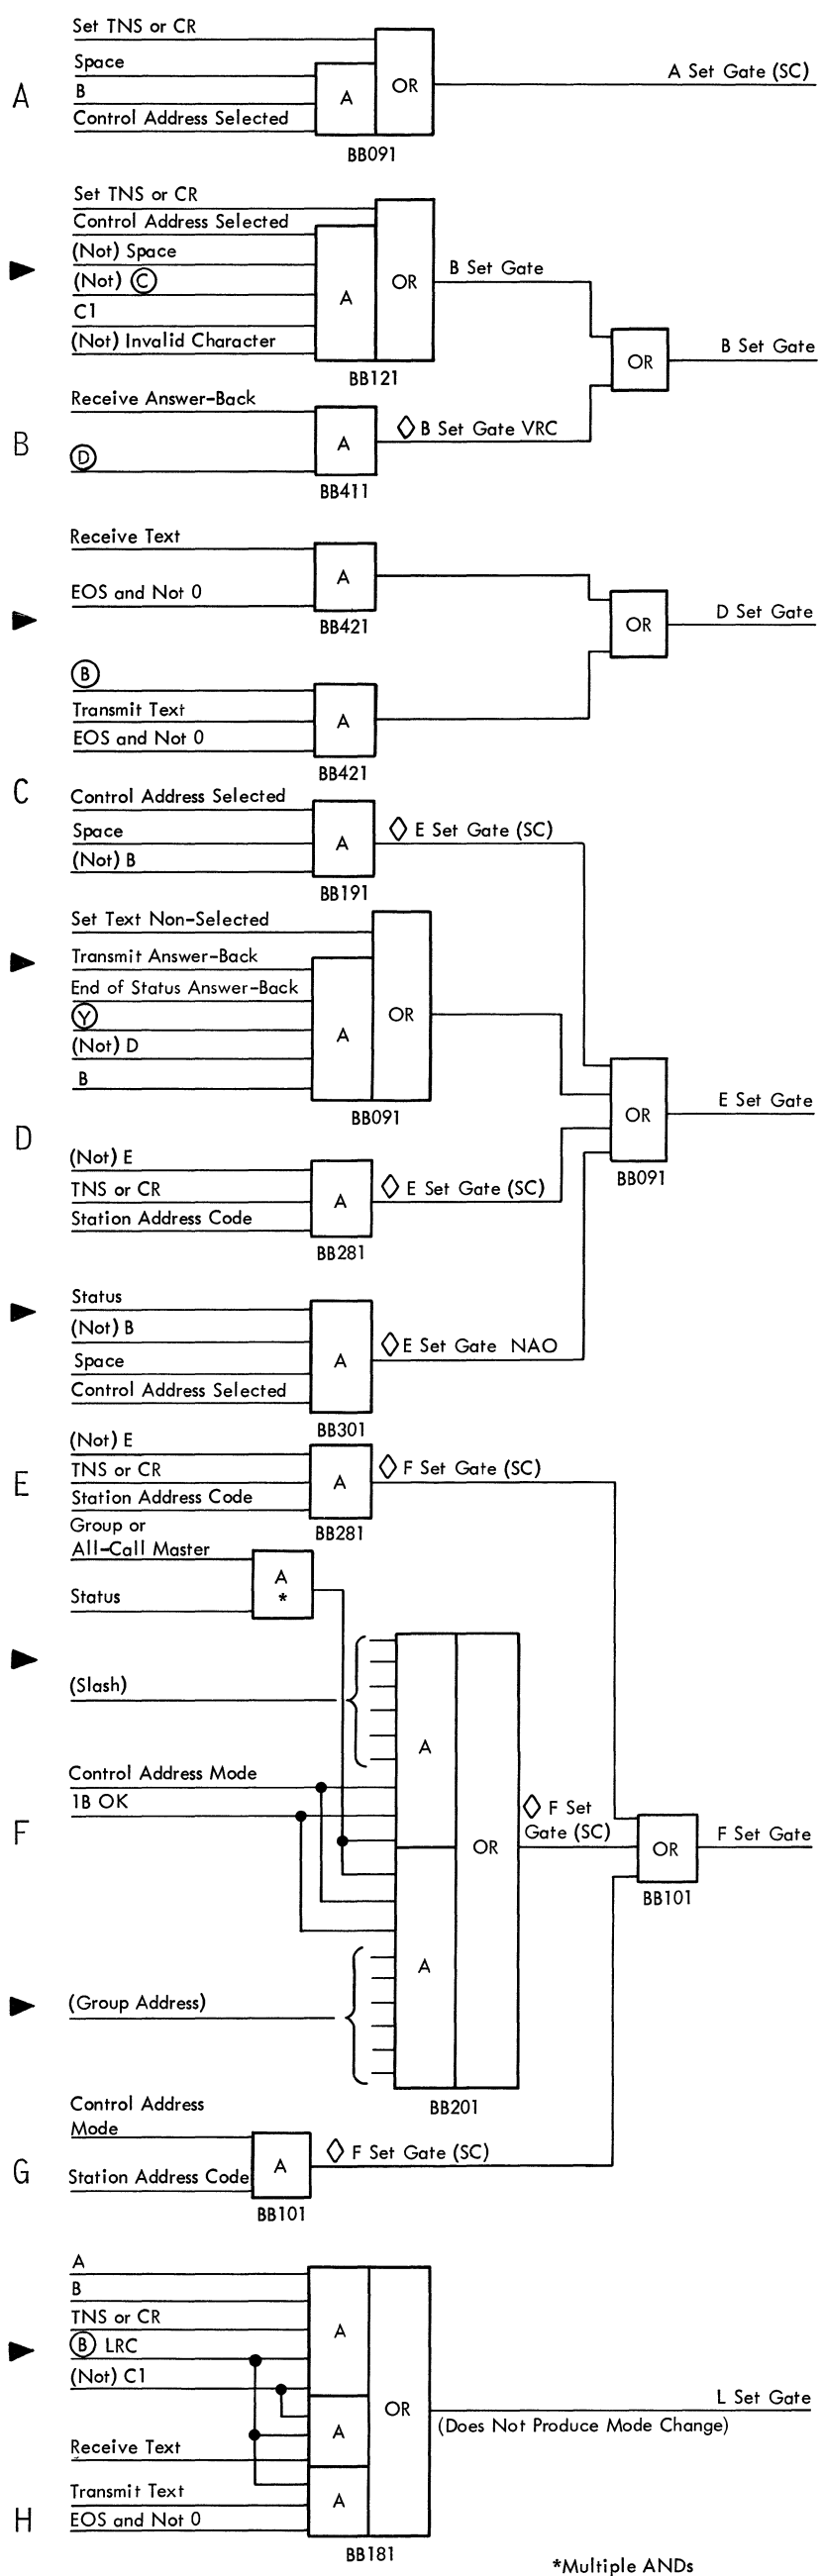 Set TNS or CR
Space
B
Control Address Selected
A
OR
A Set Gate (SC)
A
BB091
Set TNS or CR
Control Address Selected
(Not) Space
(Not) Ⓒ
C1
(Not) Invalid Character
A
OR
B Set Gate
BB121
OR
B Set Gate
Receive Answer-Back
Ⓓ
A
◇ B Set Gate VRC
B
BB411
Receive Text
EOS and Not 0
A
BB421
OR
D Set Gate
Ⓑ
Transmit Text
EOS and Not 0
A
BB421
C
Control Address Selected
Space
(Not) B
A
◇ E Set Gate (SC)
BB191
Set Text Non-Selected
Transmit Answer-Back
End of Status Answer-Back
Ⓨ
(Not) D
B
A
OR
BB091
OR
E Set Gate
BB091
D
(Not) E
TNS or CR
Station Address Code
A
◇ E Set Gate (SC)
BB281
Status
(Not) B
Space
Control Address Selected
A
◇ E Set Gate NAO
BB301
E
(Not) E
TNS or CR
Station Address Code
A
◇ F Set Gate (SC)
BB281
Group or
All-Call Master
Status
A
*
(Slash)
A
Control Address Mode
1B OK
F
OR
◇ F Set
Gate (SC)
OR
F Set Gate
BB101
A
(Group Address)
BB201
Control Address
Mode
Station Address Code
A
◇ F Set Gate (SC)
G
BB101
A
B
TNS or CR
Ⓑ LRC
(Not) C1
A
A
OR
L Set Gate
(Does Not Produce Mode Change)
Receive Text
Transmit Text
EOS and Not 0
A
H
BB181
*Multiple ANDs